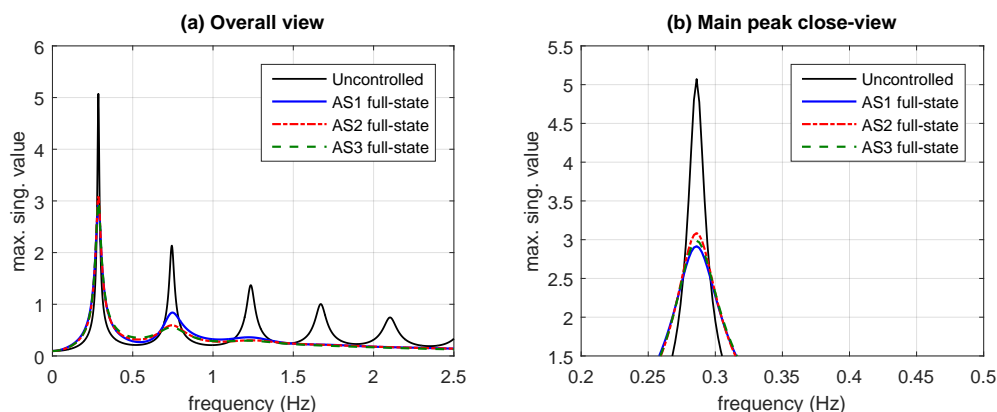 (a) Overall view
max. sing. value
6
5
4
3
2
1
0
0
0.5
1
1.5
2
2.5
frequency (Hz)
Uncontrolled
AS1 full-state
AS2 full-state
AS3 full-state
(b) Main peak close-view
max. sing. value
5.5
5
4.5
4
3.5
3
2.5
2
1.5
0.2
0.25
0.3
0.35
0.4
0.45
0.5
frequency (Hz)
Uncontrolled
AS1 full-state
AS2 full-state
AS3 full-state